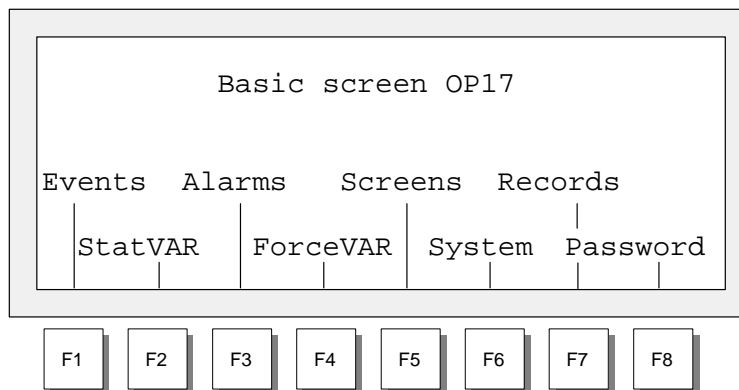 Basic screen OP17
Events Alarms Screens Records
StatVAR ForceVAR System Password
F1 F2 F3 F4 F5 F6 F7 F8